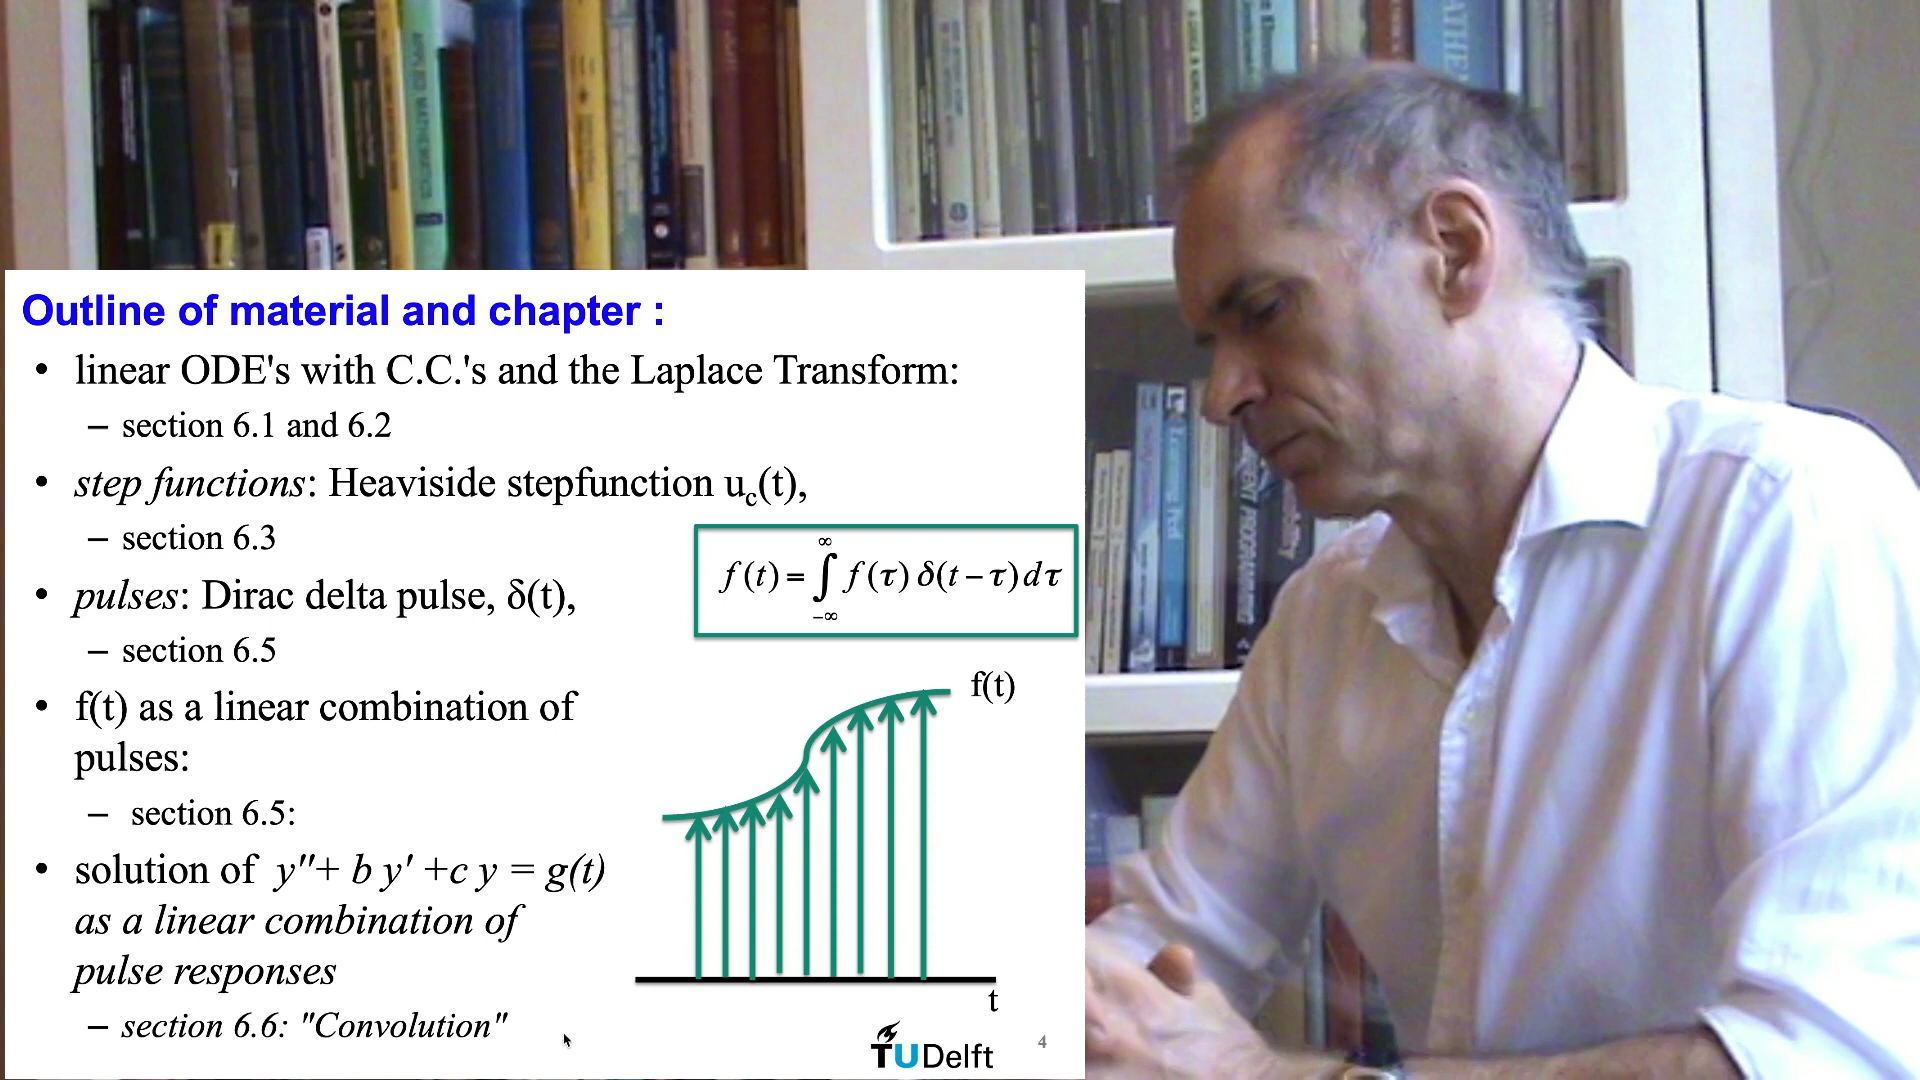 Outline of material and chapter :
• linear ODE's with C.C.'s and the Laplace Transform:
– section 6.1 and 6.2
• step functions: Heaviside stepfunction u_c(t),
– section 6.3
• pulses: Dirac delta pulse, δ(t),
– section 6.5
• f(t) as a linear combination of
pulses:
– section 6.5:
• solution of y''+ b y' +c y = g(t)
as a linear combination of
pulse responses
– section 6.6: "Convolution"
f(t) = ∫_{-∞}^{∞} f(τ) δ(t − τ) dτ
f(t)
t
TUDelft
4